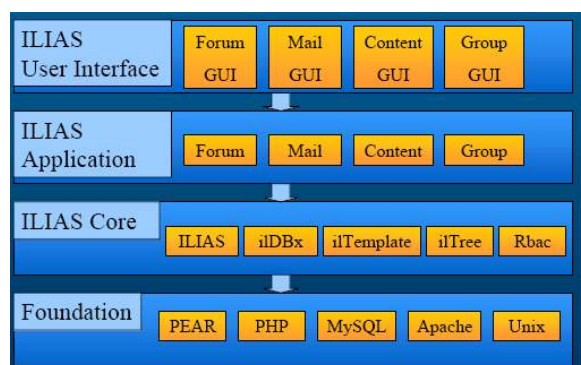 ILIAS
User Interface
Forum
GUI
Mail
GUI
Content
GUI
Group
GUI
ILIAS
Application
Forum
Mail
Content
Group
ILIAS Core
ILIAS
ilDBx
ilTemplate
ilTree
Rbac
Foundation
PEAR
PHP
MySQL
Apache
Unix